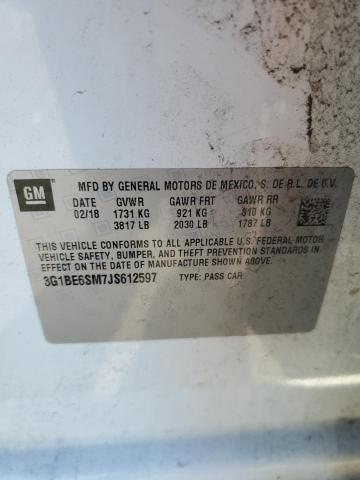 GM
MFD BY GENERAL MOTORS DE MEXICO, S. DE R.L. DE C.V.
02/18 GVWR GAWR FRT GAWR RR
1731 KG 921 KG 810 KG
3817 LB 2030 LB 1787 LB
THIS VEHICLE CONFORMS TO ALL APPLICABLE U.S. FEDERAL MOTOR
VEHICLE SAFETY, BUMPER, AND THEFT PREVENTION STANDARDS
IN EFFECT ON THE DATE OF MANUFACTURE SHOWN ABOVE.
3G1BE6SM7JS612597 TYPE: PASS CAR